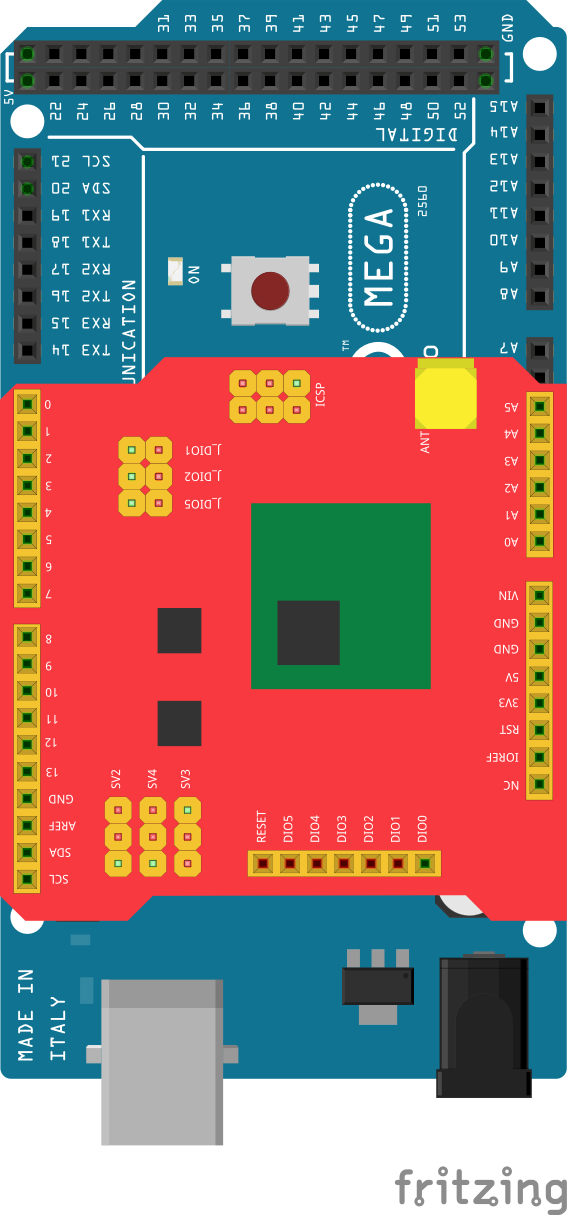 31 33 35 37 39 41 43 45 47 49 51 53 GND
5V
22 24 26 28 30 32 34 36 38 40 42 44 46 48 50 52
DIGITAL
A15
A14
A13
A12
A11
A10
A9
A8
A7
SCL 21
SDA 20
RX1 19
TX1 18
RX2 17
TX2 16
RX3 15
TX3 14
ON
MEGA
2560
TM
O
UNICATION
ICSP
ANT
J_DIO1
J_DIO2
J_DIO5
0
1
2
3
4
5
6
7
8
9
10
11
12
13
GND
AREF
SDA
SCL
A5
A4
A3
A2
A1
A0
VIN
GND
GND
5V
3V3
RST
IOREF
NC
SV2 SV4 SV3
RESET DIO5 DIO4 DIO3 DIO2 DIO1 DIO0
MADE IN
ITALY
fritzing